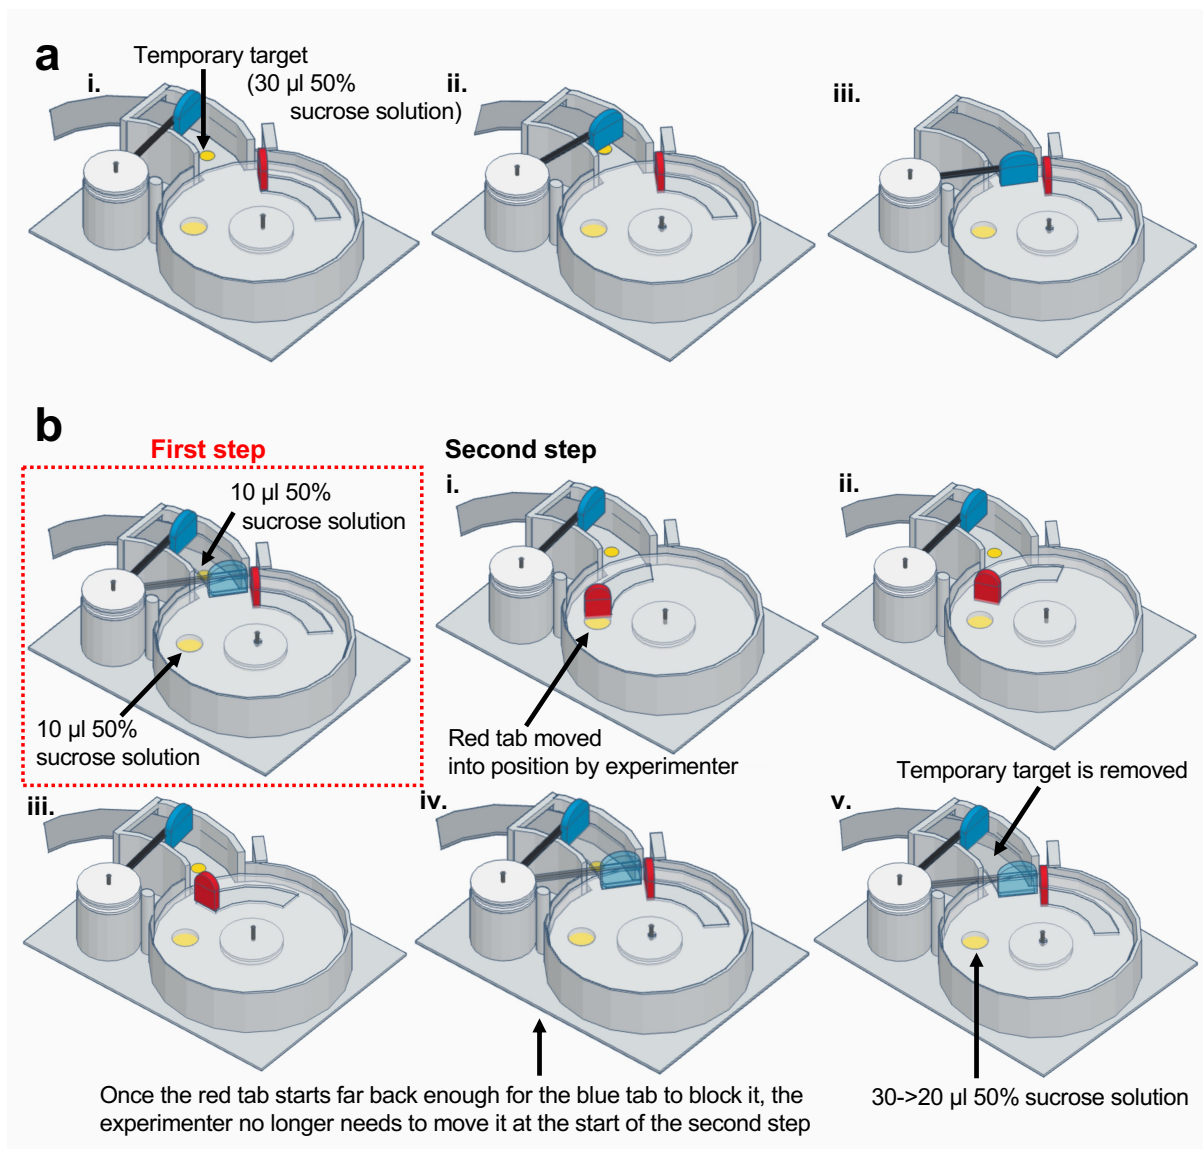 a
Temporary target
i.
(30 µl 50%
sucrose solution)
ii.
iii.
b
First step
10 µl 50%
sucrose solution
10 µl 50%
sucrose solution
Second step
i.
Red tab moved
into position by experimenter
ii.
iii.
iv.
Temporary target is removed
v.
Once the red tab starts far back enough for the blue tab to block it, the
experimenter no longer needs to move it at the start of the second step
30->20 µl 50% sucrose solution